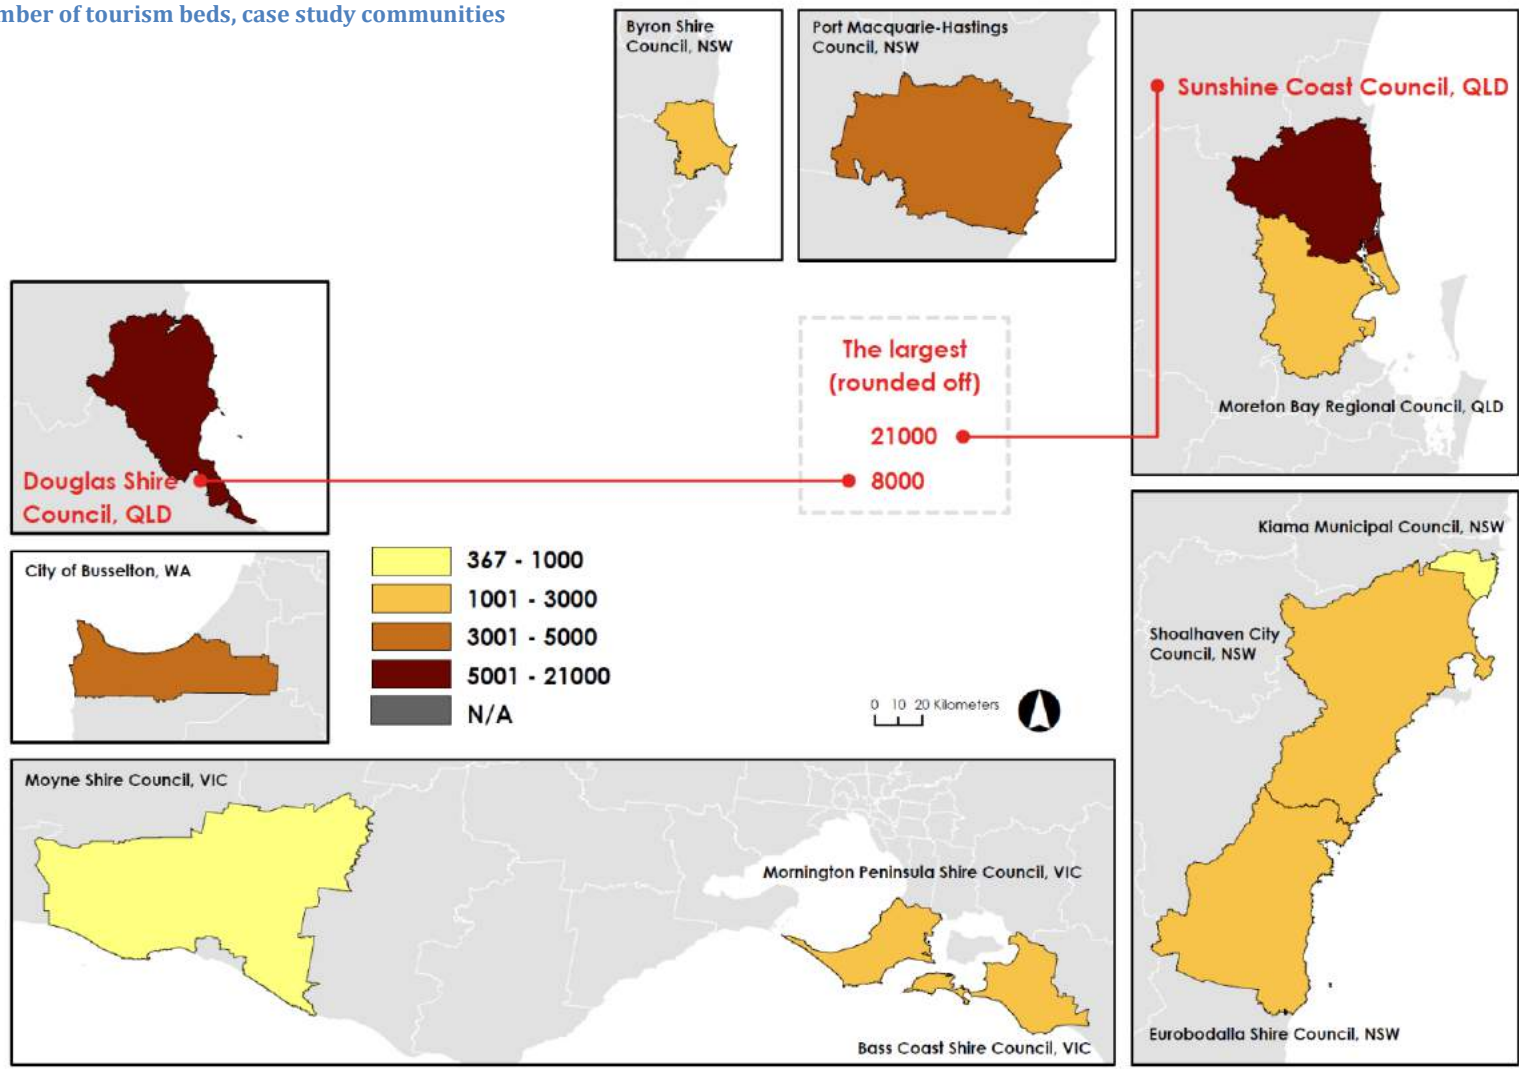 mber of tourism beds, case study communities
Byron Shire
Council, NSW
Port Macquarie-Hastings
Council, NSW
Sunshine Coast Council, QLD
Moreton Bay Regional Council, QLD
The largest
(rounded off)
21000
8000
Douglas Shire
Council, QLD
City of Busselton, WA
367 - 1000
1001 - 3000
3001 - 5000
5001 - 21000
N/A
0 10 20 Kilometers
Kiama Municipal Council, NSW
Shoalhaven City
Council, NSW
Eurobodalla Shire Council, NSW
Moyne Shire Council, VIC
Mornington Peninsula Shire Council, VIC
Bass Coast Shire Council, VIC